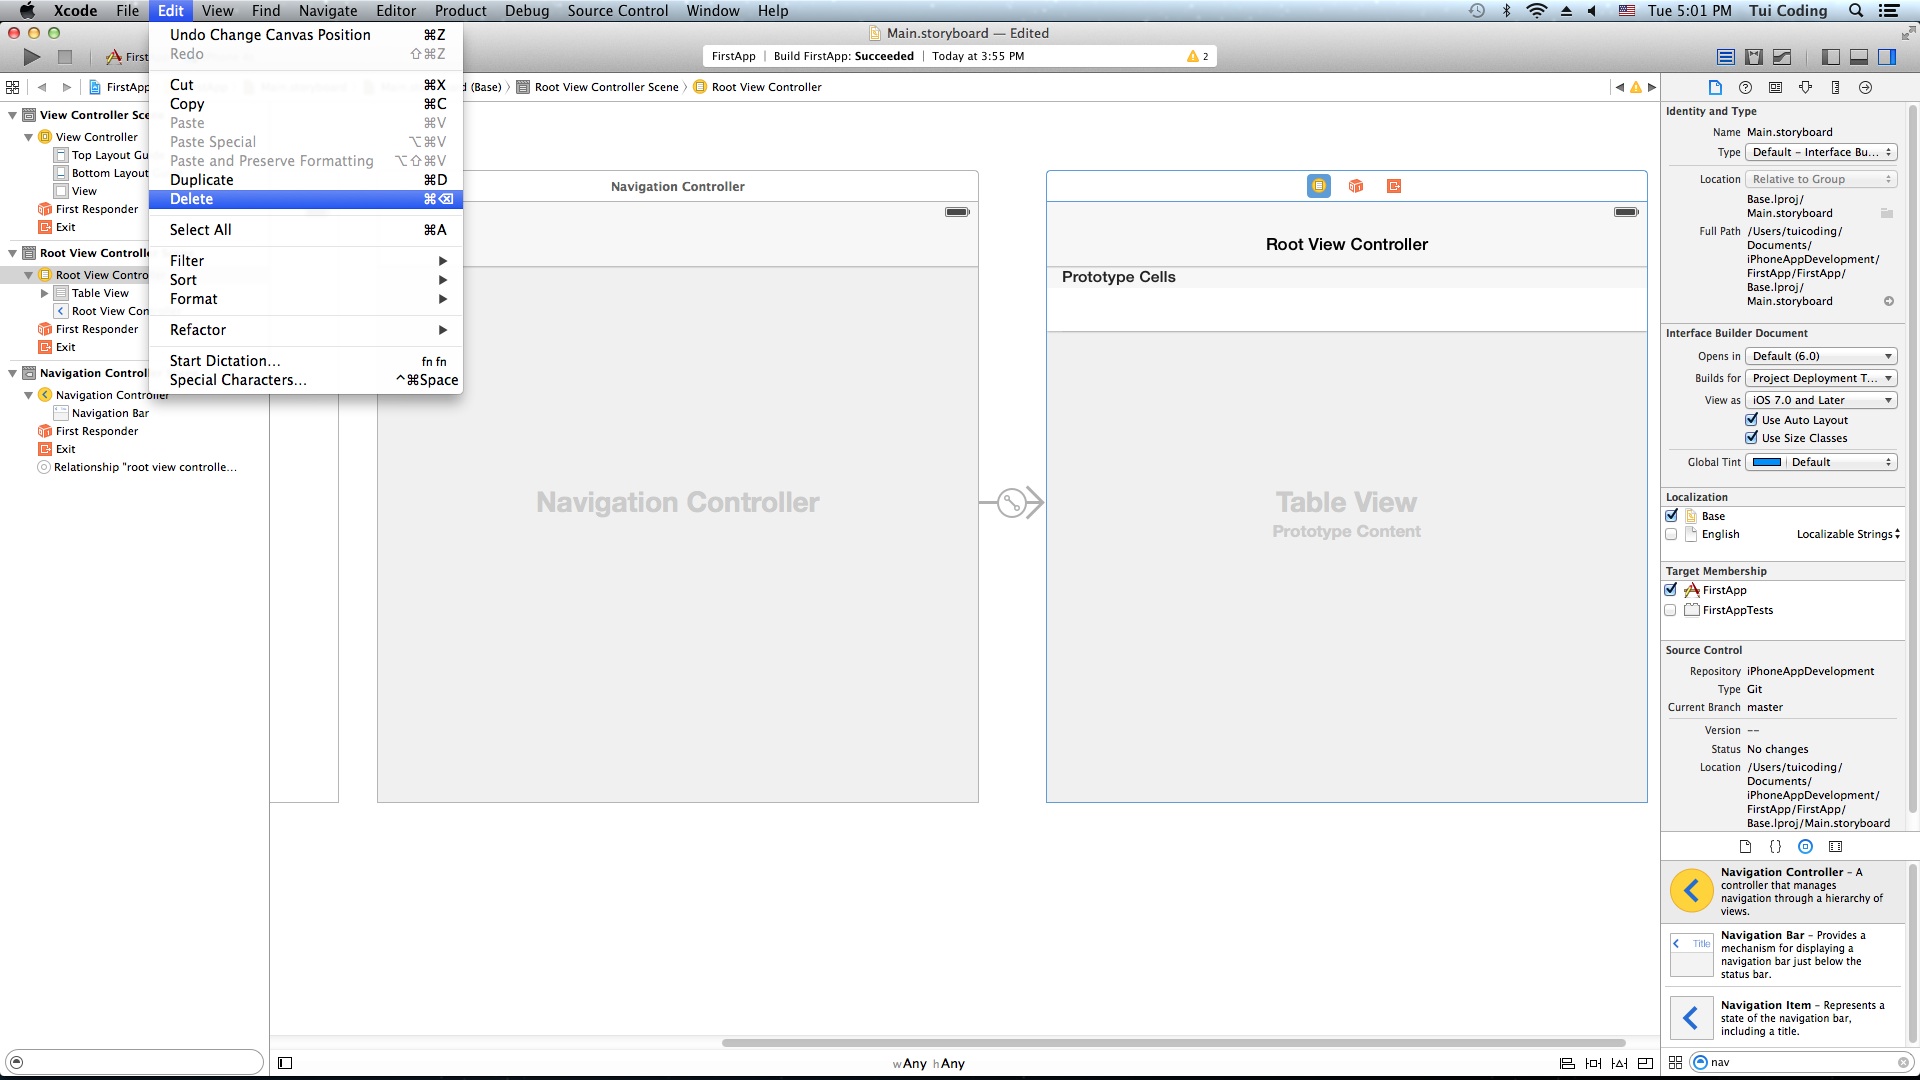 Xcode File Edit View Find Navigate Editor Product Debug Source Control Window Help
Tue 5:01 PM Tui Coding
Main.storyboard — Edited
FirstApp | Build FirstApp: Succeeded | Today at 3:55 PM
2
FirstApp
(Base) Root View Controller Scene Root View Controller
Undo Change Canvas Position ⌘Z
Redo ⇧⌘Z
Cut ⌘X
Copy ⌘C
Paste ⌘V
Paste Special ⌥⌘V
Paste and Preserve Formatting ⌥⇧⌘V
Duplicate ⌘D
Delete ⌘⌫
Select All ⌘A
Filter
Sort
Format
Refactor
Start Dictation... fn fn
Special Characters... ^⌘Space
View Controller Sce
View Controller
Top Layout Gu
Bottom Layout
View
First Responder
Exit
Root View Controlle
Root View Contro
Table View
Root View Con
First Responder
Exit
Navigation Control
Navigation Controller
Navigation Bar
First Responder
Exit
Relationship "root view controlle...
Navigation Controller
Navigation Controller
Root View Controller
Prototype Cells
Table View
Prototype Content
wAny hAny
Identity and Type
Name Main.storyboard
Type Default – Interface Bu...
Location Relative to Group
Base.lproj/
Main.storyboard
Full Path /Users/tuicoding/
Documents/
iPhoneAppDevelopment/
FirstApp/FirstApp/
Base.lproj/
Main.storyboard
Interface Builder Document
Opens in Default (6.0)
Builds for Project Deployment T...
View as iOS 7.0 and Later
Use Auto Layout
Use Size Classes
Global Tint Default
Localization
Base
English Localizable Strings
Target Membership
FirstApp
FirstAppTests
Source Control
Repository iPhoneAppDevelopment
Type Git
Current Branch master
Version --
Status No changes
Location /Users/tuicoding/
Documents/
iPhoneAppDevelopment/
FirstApp/FirstApp/
Base.lproj/Main.storyboard
{}
Navigation Controller – A
controller that manages
navigation through a hierarchy of
views.
Title
Navigation Bar – Provides a
mechanism for displaying a
navigation bar just below the
status bar.
Navigation Item – Represents a
state of the navigation bar,
including a title.
nav